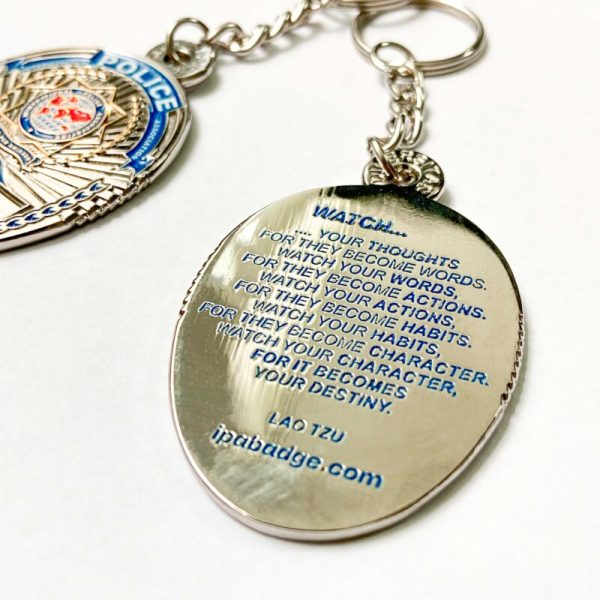 POLICE
ASSOCIATION
WATCH...
.... YOUR THOUGHTS
FOR THEY BECOME WORDS.
WATCH YOUR WORDS,
FOR THEY BECOME ACTIONS.
WATCH YOUR ACTIONS,
FOR THEY BECOME HABITS.
WATCH YOUR HABITS,
FOR THEY BECOME CHARACTER.
WATCH YOUR CHARACTER,
FOR IT BECOMES
YOUR DESTINY.
LAO TZU
ipabadge.com